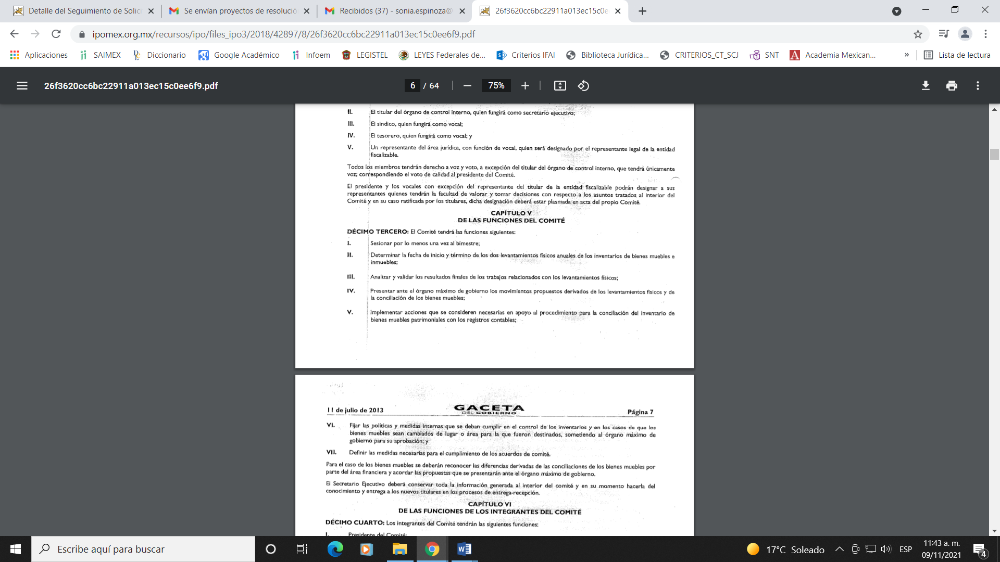 Detalle del Seguimiento de Solici
Se envían proyectos de resolució
Recibidos (37) - sonia.espinoza@
26f3620cc6bc22911a013ec15c0e
ipomex.org.mx/recursos/ipo/files_ipo3/2018/42897/8/26f3620cc6bc22911a013ec15c0ee6f9.pdf
Aplicaciones
SAIMEX
Diccionario
Google Académico
Infoem
LEGISTEL
LEYES Federales de...
Criterios IFAI
Biblioteca Jurídica...
CRITERIOS_CT_SCJ
SNT
Academia Mexican...
»
Lista de lectura
26f3620cc6bc22911a013ec15c0ee6f9.pdf
6 / 64
75%
II. El titular del órgano de control interno, quien fungirá como secretario ejecutivo;
III. El síndico, quien fungirá como vocal;
IV. El tesorero, quien fungirá como vocal; y
V. Un representante del área jurídica, con función de vocal, quien será designado por el representante legal de la entidad
fiscalizable.
Todos los miembros tendrán derecho a voz y voto, a excepción del titular del órgano de control interno, que tendrá únicamente
voz; correspondiendo el voto de calidad al presidente del Comité.
El presidente y los vocales con excepción del representante del titular de la entidad fiscalizable podrán designar a sus
representantes quienes tendrán la facultad de valorar y tomar decisiones con respecto a los asuntos tratados al interior del
Comité y en su caso ratificada por los titulares, dicha designación deberá estar plasmada en acta del propio Comité.
CAPÍTULO V
DE LAS FUNCIONES DEL COMITÉ
DÉCIMO TERCERO: El Comité tendrá las funciones siguientes:
I. Sesionar por lo menos una vez al bimestre;
II. Determinar la fecha de inicio y término de los dos levantamientos físicos anuales de los inventarios de bienes muebles e
inmuebles;
III. Analizar y validar los resultados finales de los trabajos relacionados con los levantamientos físicos;
IV. Presentar ante el órgano máximo de gobierno los movimientos propuestos derivados de los levantamientos físicos y de
la conciliación de los bienes muebles;
V. Implementar acciones que se consideren necesarias en apoyo al procedimiento para la conciliación del inventario de
bienes muebles patrimoniales con los registros contables;
11 de julio de 2013
GACETA
DEL GOBIERNO
Página 7
VI. Fijar las políticas y medidas internas que se deban cumplir en el control de los inventarios y en los casos de que los
bienes muebles sean cambiados de lugar o área para la que fueron destinados, sometiendo al órgano máximo de
gobierno para su aprobación; y
VII. Definir las medidas necesarias para el cumplimiento de los acuerdos de comité.
Para el caso de los bienes muebles se deberán reconocer las diferencias derivadas de las conciliaciones de los bienes muebles por
parte del área financiera y acordar las propuestas que se presentarán ante el órgano máximo de gobierno.
El Secretario Ejecutivo deberá conservar toda la información generada al interior del comité y en su momento hacerla del
conocimiento y entrega a los nuevos titulares en los procesos de entrega-recepción.
CAPÍTULO VI
DE LAS FUNCIONES DE LOS INTEGRANTES DEL COMITÉ
DÉCIMO CUARTO: Los integrantes del Comité tendrán las siguientes funciones:
I. Presidente del Comité:
Escribe aquí para buscar
17°C Soleado
ESP
11:43 a. m.
09/11/2021
4